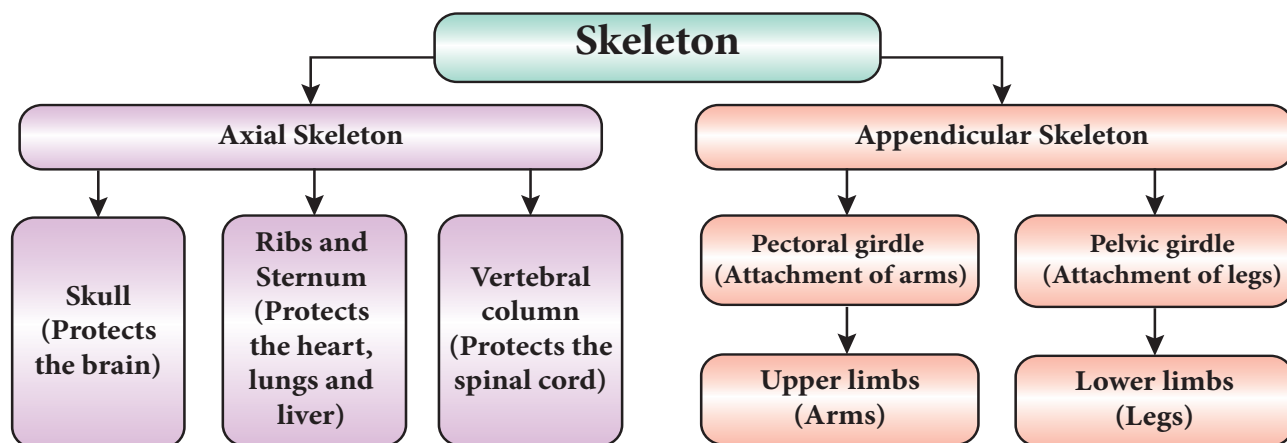 Skeleton
Axial Skeleton
Appendicular Skeleton
Skull
(Protects
the brain)
Ribs and
Sternum
(Protects
the heart,
lungs and
liver)
Vertebral
column
(Protects the
spinal cord)
Pectoral girdle
(Attachment of arms)
Pelvic girdle
(Attachment of legs)
Upper limbs
(Arms)
Lower limbs
(Legs)